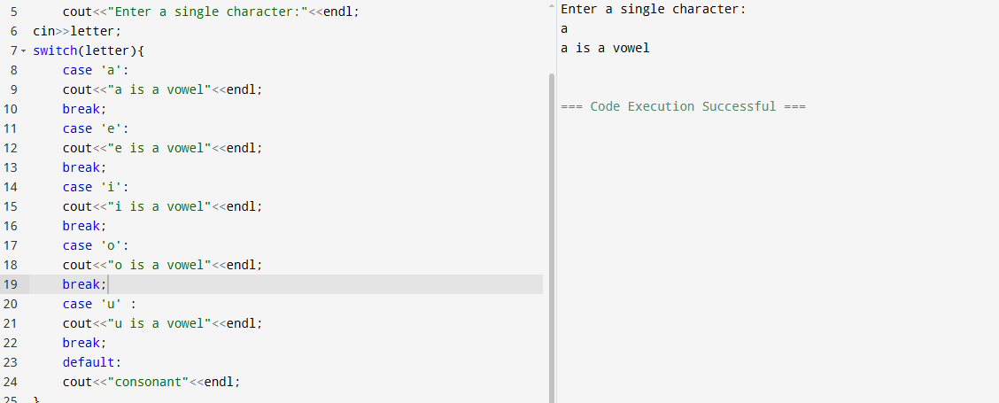 5 cout<<"Enter a single character:"<<endl;
6 cin>>letter;
7 switch(letter){
8 case 'a':
9 cout<<"a is a vowel"<<endl;
10 break;
11 case 'e':
12 cout<<"e is a vowel"<<endl;
13 break;
14 case 'i':
15 cout<<"i is a vowel"<<endl;
16 break;
17 case 'o':
18 cout<<"o is a vowel"<<endl;
19 break;
20 case 'u' :
21 cout<<"u is a vowel"<<endl;
22 break;
23 default:
24 cout<<"consonant"<<endl;
25 }
Enter a single character:
a
a is a vowel
=== Code Execution Successful ===